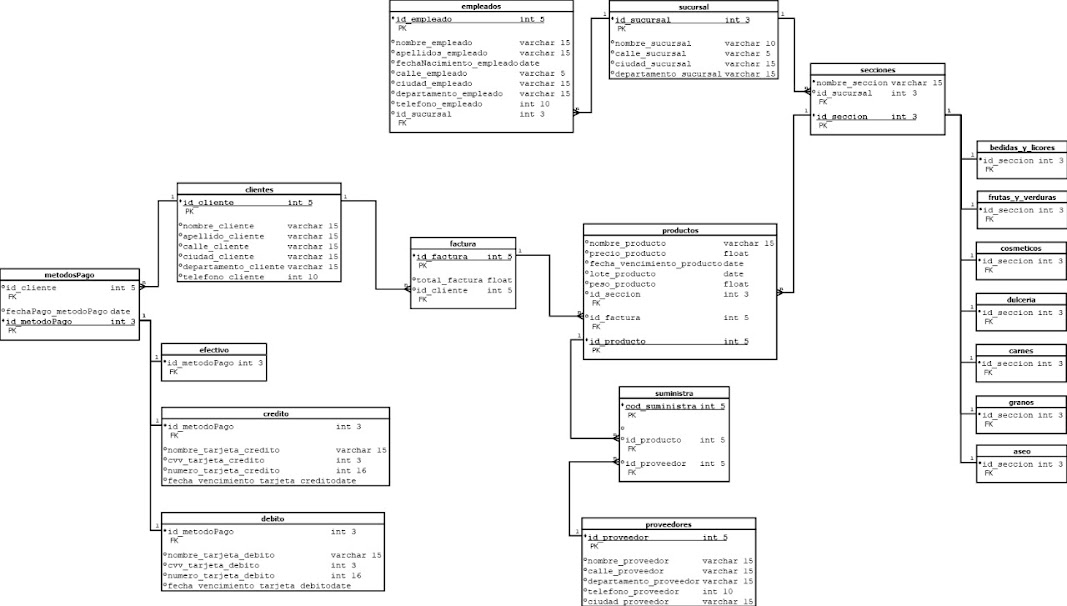 empleados
id_empleado int 5
PK
nombre_empleado varchar 15
apellidos_empleado varchar 15
fechaNacimiento_empleado date
calle_empleado varchar 5
ciudad_empleado varchar 15
departamento_empleado varchar 15
telefono_empleado int 10
id_sucursal int 3
FK
sucursal
id_sucursal int 3
PK
nombre_sucursal varchar 10
calle_sucursal varchar 5
ciudad_sucursal varchar 15
departamento_sucursal varchar 15
secciones
nombre_seccion varchar 15
id_sucursal int 3
FK
id_seccion int 3
PK
bedidas_y_licores
id_seccion int 3
FK
frutas_y_verduras
id_seccion int 3
FK
cosmeticos
id_seccion int 3
FK
dulceria
id_seccion int 3
FK
carnes
id_seccion int 3
FK
granos
id_seccion int 3
FK
aseo
id_seccion int 3
FK
clientes
id_cliente int 5
PK
nombre_cliente varchar 15
apellido_cliente varchar 15
calle_cliente varchar 15
ciudad_cliente varchar 15
departamento_cliente varchar 15
telefono_cliente int 10
factura
id_factura int 5
PK
total_factura float
id_cliente int 5
FK
productos
nombre_producto varchar 15
precio_producto float
fecha_vencimiento_producto date
lote_producto date
peso_producto float
id_seccion int 3
FK
id_factura int 5
FK
id_producto int 5
PK
metodosPago
id_cliente int 5
FK
fechaPago_metodoPago date
id_metodoPago int 3
PK
efectivo
id_metodoPago int 3
FK
credito
id_metodoPago int 3
FK
nombre_tarjeta_credito varchar 15
cvv_tarjeta_credito int 3
numero_tarjeta_credito int 16
fecha_vencimiento_tarjeta_creditodate
debito
id_metodoPago int 3
FK
nombre_tarjeta_debito varchar 15
cvv_tarjeta_debito int 3
numero_tarjeta_debito int 16
fecha_vencimiento_tarjeta_debitodate
suministra
cod_suministra int 5
PK
id_producto int 5
FK
id_proveedor int 5
FK
proveedores
id_proveedor int 5
PK
nombre_proveedor varchar 15
calle_proveedor varchar 15
departamento_proveedor varchar 15
telefono_proveedor int 10
ciudad_proveedor varchar 15